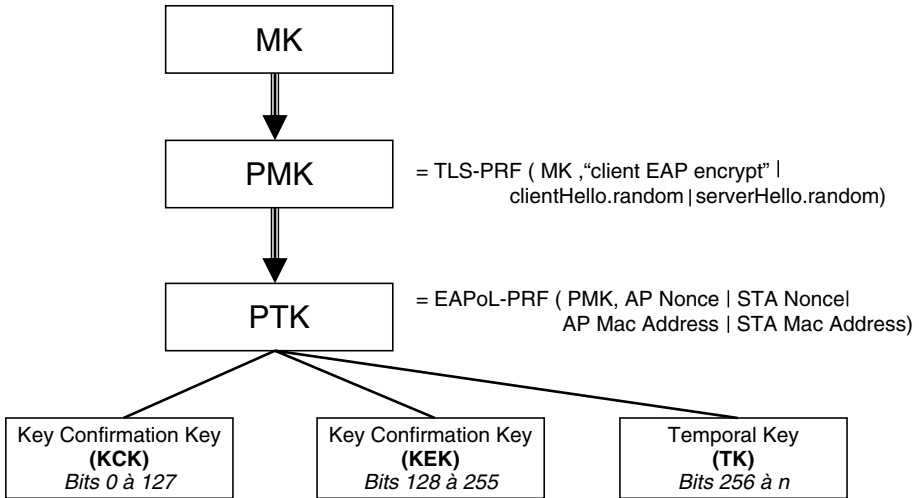 MK
PMK
= TLS-PRF ( MK ,“client EAP encrypt” |
clientHello.random | serverHello.random)
PTK
= EAPoL-PRF ( PMK, AP Nonce | STA Nonce|
AP Mac Address | STA Mac Address)
Key Confirmation Key
(KCK)
Bits 0 à 127
Key Confirmation Key
(KEK)
Bits 128 à 255
Temporal Key
(TK)
Bits 256 à n